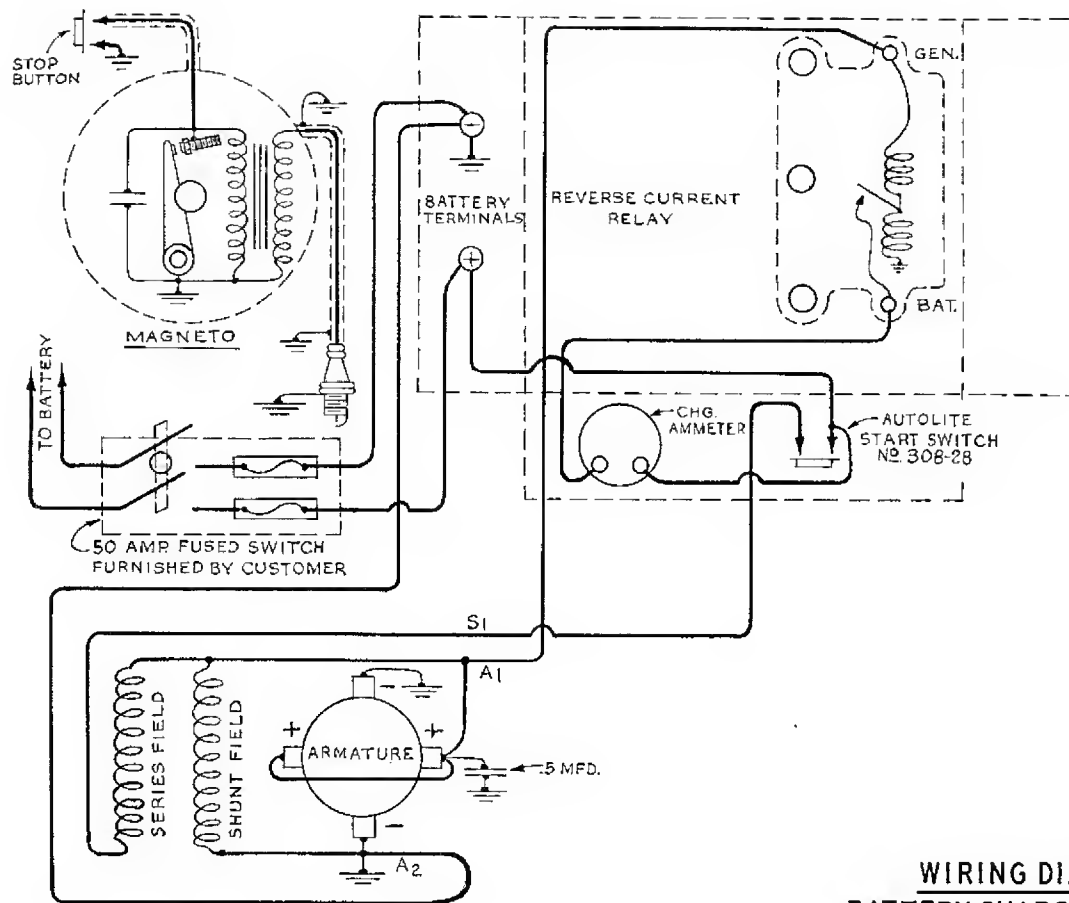 STOP
BUTTON
GEN.
BATTERY
TERMINALS
REVERSE CURRENT
RELAY
BAT.
MAGNETO
TO BATTERY
CHG.
AMMETER
AUTOLITE
START SWITCH
Nº 308-28
50 AMP. FUSED SWITCH
FURNISHED BY CUSTOMER
S1
A1
SERIES FIELD
SHUNT FIELD
-
+
ARMATURE
+
.5 MFD.
-
A2
WIRING DI